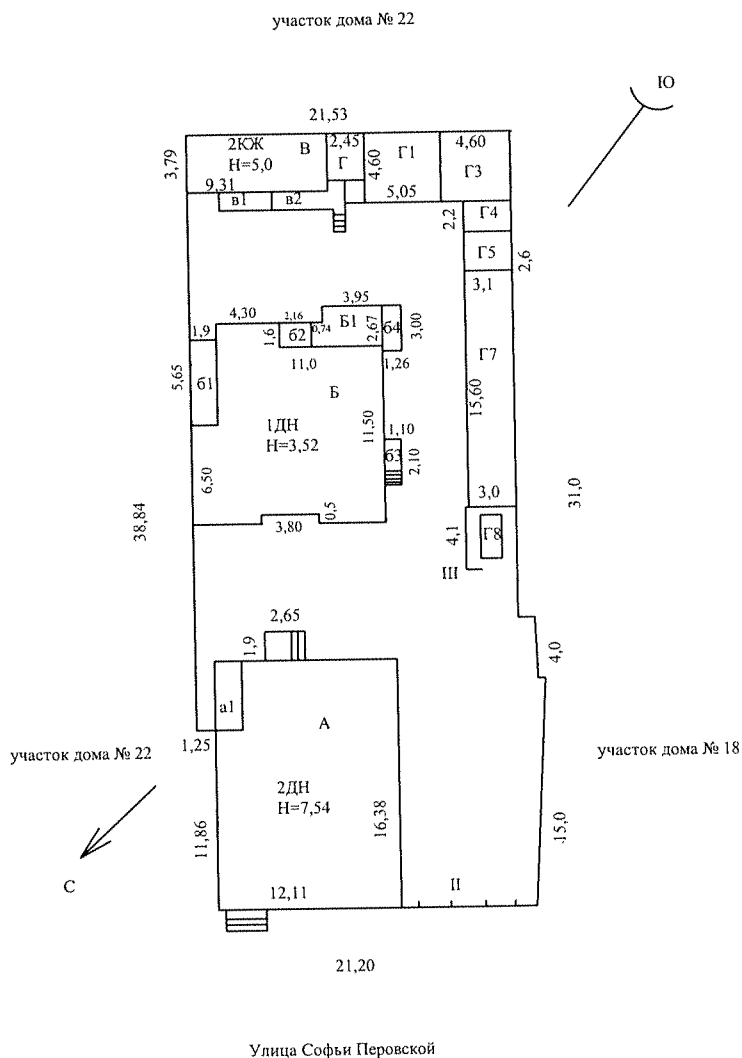 участок дома № 22
Ю
21,53
3,79
2КЖ
Н=5,0
В
2,45
Г
4,60
Г1
5,05
4,60
Г3
9,31
в1
в2
2,2
Г4
Г5
2,6
3,1
4,30
2,16
3,95
1,9
1,6
б2
0,74
Б1
2,67
б4
3,00
Г7
5,65
б1
11,0
1,26
Б
15,60
1ДН
Н=3,52
11,50
1,10
б3
2,10
6,50
3,0
31,0
38,84
3,80
0,5
4,1
Г8
III
2,65
1,9
4,0
а1
А
1,25
участок дома № 22
участок дома № 18
2ДН
Н=7,54
11,86
16,38
15,0
С
12,11
II
21,20
Улица Софьи Перовской